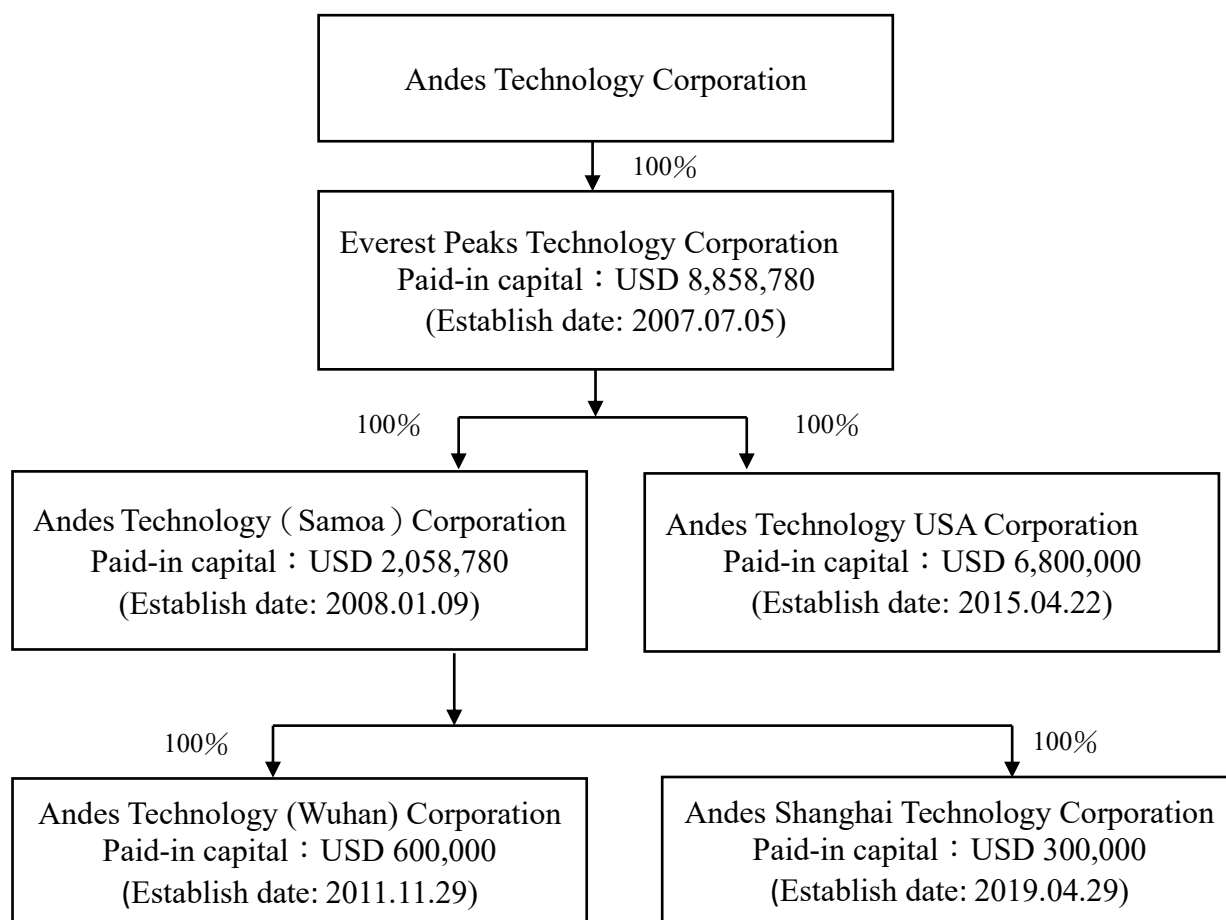 Andes Technology Corporation
100%
Everest Peaks Technology Corporation
Paid-in capital：USD 8,858,780
(Establish date: 2007.07.05)
100%
100%
Andes Technology（Samoa）Corporation
Paid-in capital：USD 2,058,780
(Establish date: 2008.01.09)
Andes Technology USA Corporation
Paid-in capital：USD 6,800,000
(Establish date: 2015.04.22)
100%
100%
Andes Technology (Wuhan) Corporation
Paid-in capital：USD 600,000
(Establish date: 2011.11.29)
Andes Shanghai Technology Corporation
Paid-in capital：USD 300,000
(Establish date: 2019.04.29)